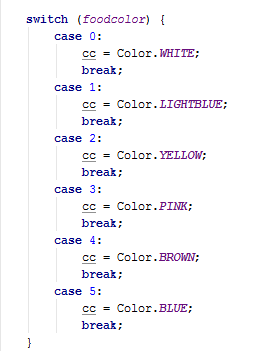 switch (foodcolor) {
    case 0:
        cc = Color.WHITE;
        break;
    case 1:
        cc = Color.LIGHTBLUE;
        break;
    case 2:
        cc = Color.YELLOW;
        break;
    case 3:
        cc = Color.PINK;
        break;
    case 4:
        cc = Color.BROWN;
        break;
    case 5:
        cc = Color.BLUE;
        break;
}